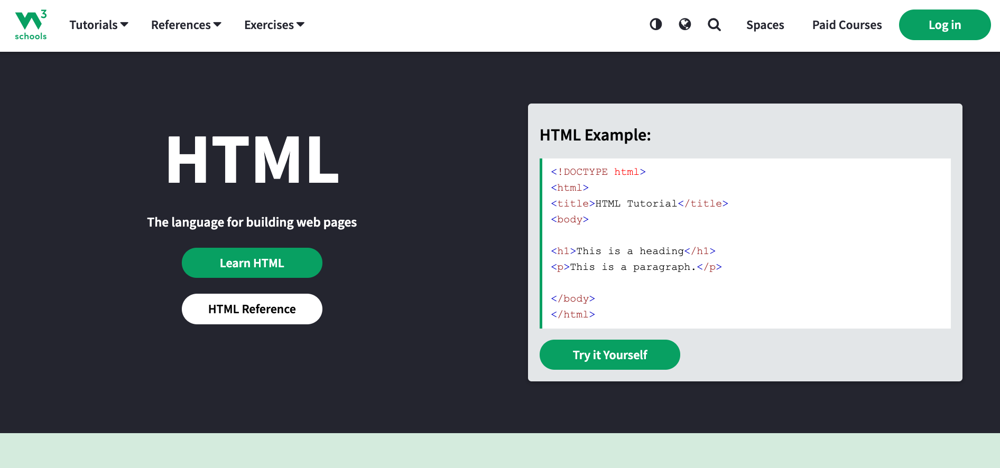 W3
schools
Tutorials
References
Exercises
Spaces
Paid Courses
Log in
HTML
The language for building web pages
Learn HTML
HTML Reference
HTML Example:
<!DOCTYPE html>
<html>
<title>HTML Tutorial</title>
<body>
<h1>This is a heading</h1>
<p>This is a paragraph.</p>
</body>
</html>
Try it Yourself